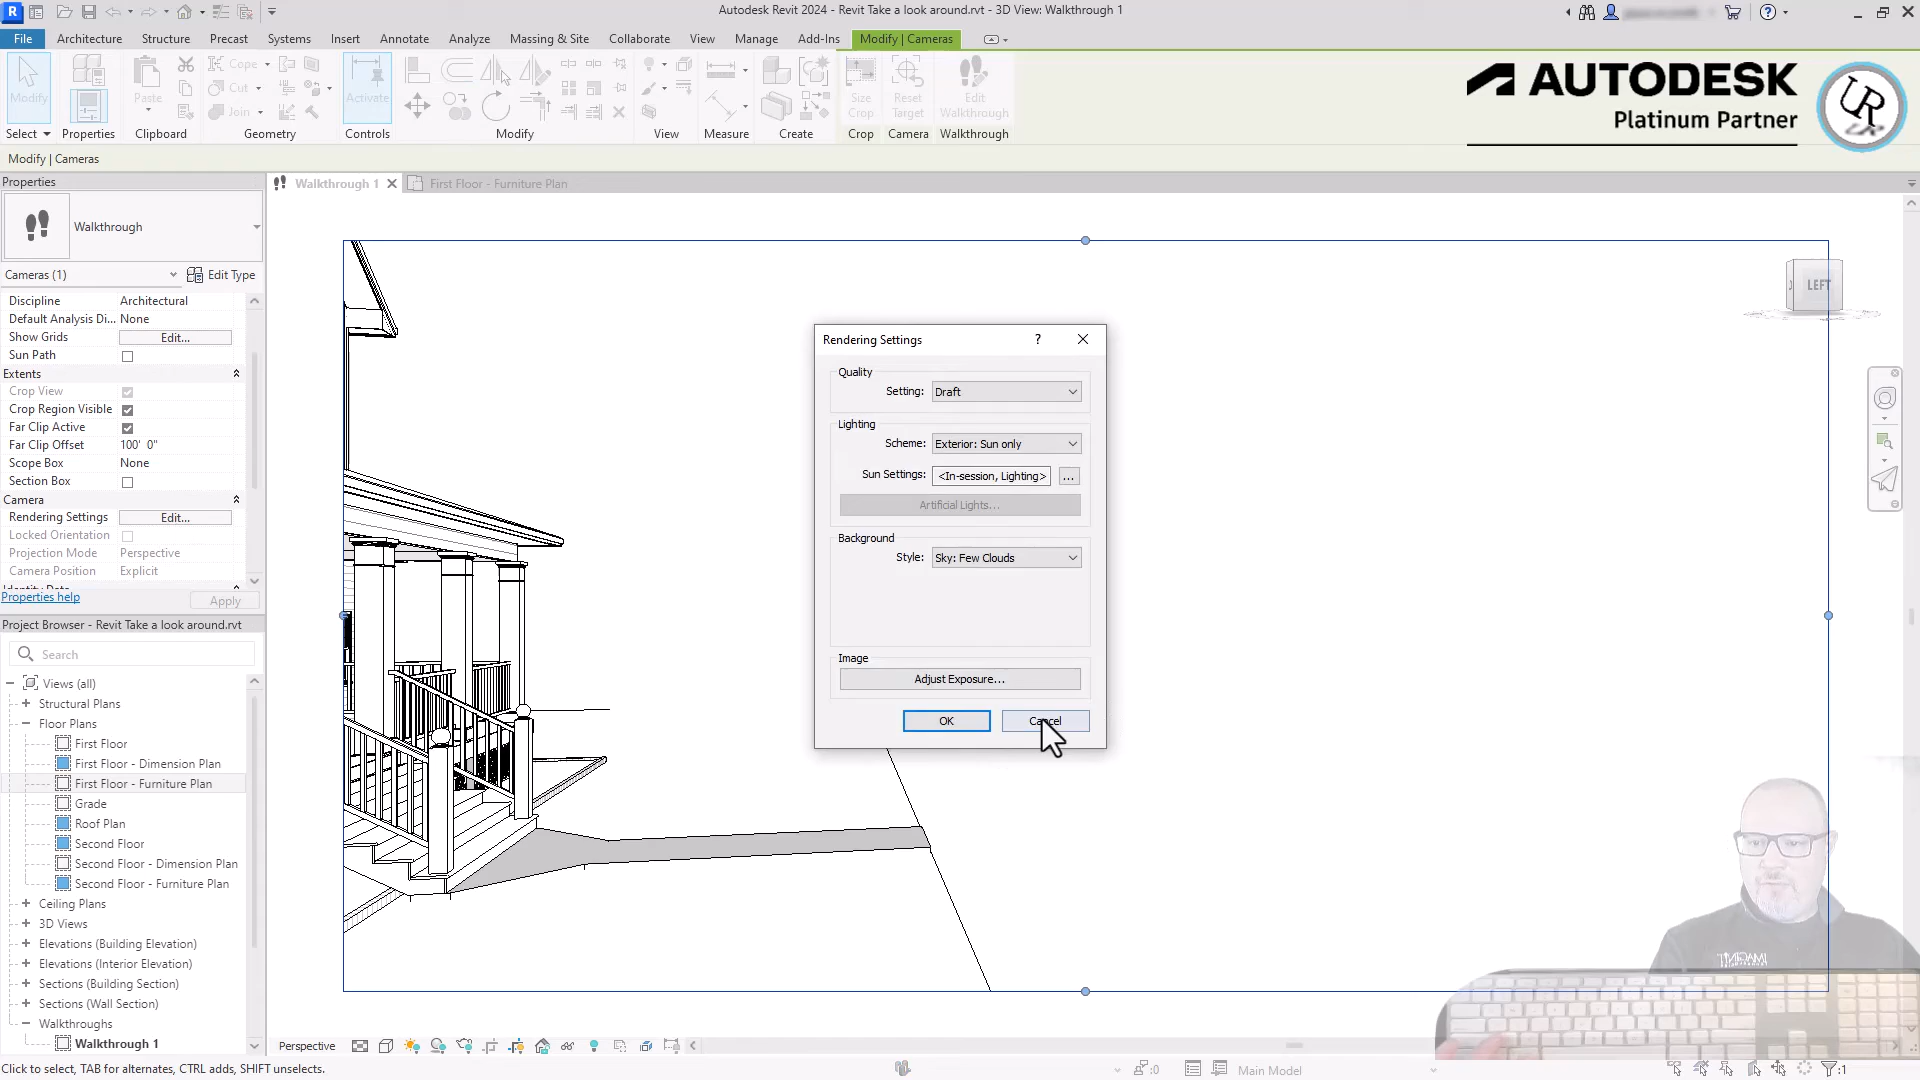 Autodesk Revit 2024 - Revit Take a look around.rvt - 3D View: Walkthrough 1
File Architecture Structure Precast Systems Insert Annotate Analyze Massing & Site Collaborate View Manage Add-Ins Modify | Cameras
Modify
Paste
Cope
Cut
Join
Activate
Size Crop
Reset Target
Edit Walkthrough
Select Properties Clipboard Geometry Controls Modify View Measure Create Crop Camera Walkthrough
AUTODESK
Platinum Partner
UR
Modify | Cameras
Properties
Walkthrough 1
First Floor - Furniture Plan
Walkthrough
Cameras (1)
Edit Type
Discipline Architectural
Default Analysis Di... None
Show Grids Edit...
Sun Path
Extents
Crop View
Crop Region Visible
Far Clip Active
Far Clip Offset 100' 0"
Scope Box None
Section Box
Camera
Rendering Settings Edit...
Locked Orientation
Projection Mode Perspective
Camera Position Explicit
Identity Data
Properties help
Apply
Project Browser - Revit Take a look around.rvt
Search
Views (all)
Structural Plans
Floor Plans
First Floor
First Floor - Dimension Plan
First Floor - Furniture Plan
Grade
Roof Plan
Second Floor
Second Floor - Dimension Plan
Second Floor - Furniture Plan
Ceiling Plans
3D Views
Elevations (Building Elevation)
Elevations (Interior Elevation)
Sections (Building Section)
Sections (Wall Section)
Walkthroughs
Walkthrough 1
LEFT
Rendering Settings ?
Quality
Setting: Draft
Lighting
Scheme: Exterior: Sun only
Sun Settings: <In-session, Lighting> ...
Artificial Lights...
Background
Style: Sky: Few Clouds
Image
Adjust Exposure...
OK Cancel
IMAGINIT
Perspective
Click to select, TAB for alternates, CTRL adds, SHIFT unselects.
:0
Main Model
:1